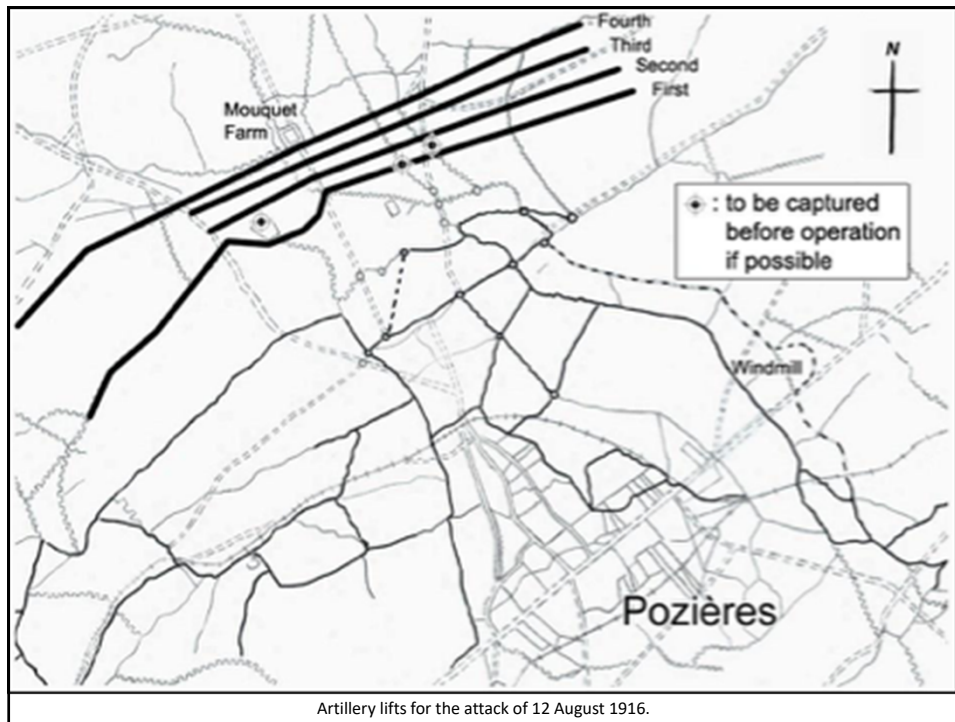 Fourth
Third
Second
First
N
Mouquet
Farm
: to be captured
before operation
if possible
Windmill
Pozières
Artillery lifts for the attack of 12 August 1916.